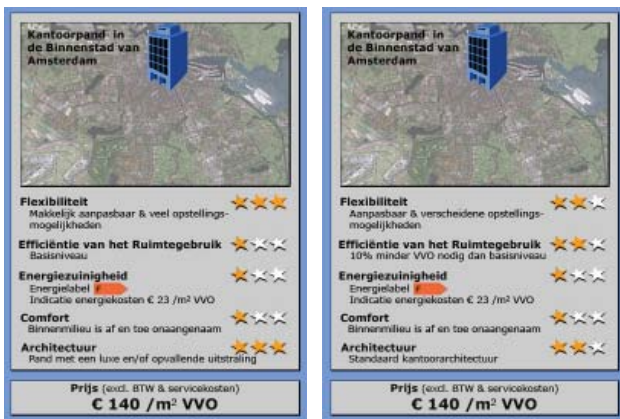 Kantoorpand in
de Binnenstad van
Amsterdam
Flexibiliteit
Makkelijk aanpasbaar & veel opstellings-
mogelijkheden
Efficiëntie van het Ruimtegebruik
Basisniveau
Energiezuinigheid
Energielabel F
Indicatie energiekosten € 23 /m² VVO
Comfort
Binnenmilieu is af en toe onaangenaam
Architectuur
Pand met een luxe en/of opvallende uitstraling
Prijs (excl. BTW & servicekosten)
€ 140 /m² VVO
Kantoorpand in
de Binnenstad van
Amsterdam
Flexibiliteit
Aanpasbaar & verscheidene opstellings-
mogelijkheden
Efficiëntie van het Ruimtegebruik
10% minder VVO nodig dan basisniveau
Energiezuinigheid
Energielabel F
Indicatie energiekosten € 23 /m² VVO
Comfort
Binnenmilieu is af en toe onaangenaam
Architectuur
Standaard kantoorarchitectuur
Prijs (excl. BTW & servicekosten)
€ 140 /m² VVO